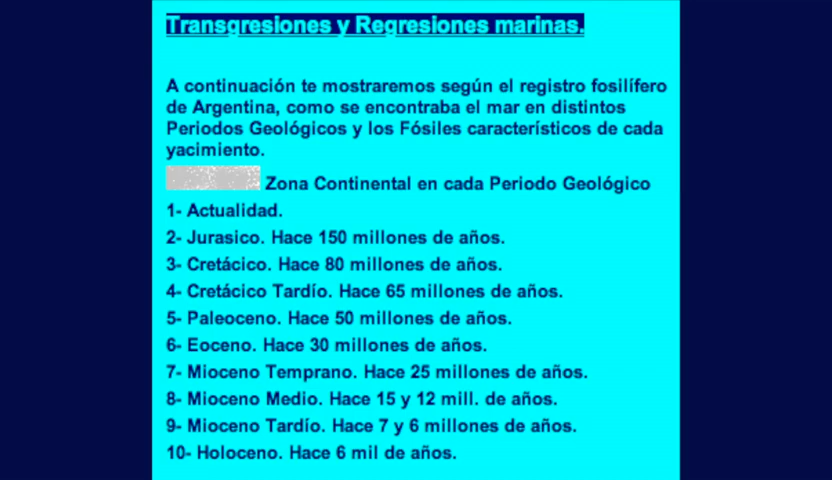 Transgresiones y Regresiones marinas.
A continuación te mostraremos según el registro fosilífero
de Argentina, como se encontraba el mar en distintos
Periodos Geológicos y los Fósiles característicos de cada
yacimiento.
Zona Continental en cada Periodo Geológico
1- Actualidad.
2- Jurasico. Hace 150 millones de años.
3- Cretácico. Hace 80 millones de años.
4- Cretácico Tardío. Hace 65 millones de años.
5- Paleoceno. Hace 50 millones de años.
6- Eoceno. Hace 30 millones de años.
7- Mioceno Temprano. Hace 25 millones de años.
8- Mioceno Medio. Hace 15 y 12 mill. de años.
9- Mioceno Tardío. Hace 7 y 6 millones de años.
10- Holoceno. Hace 6 mil de años.